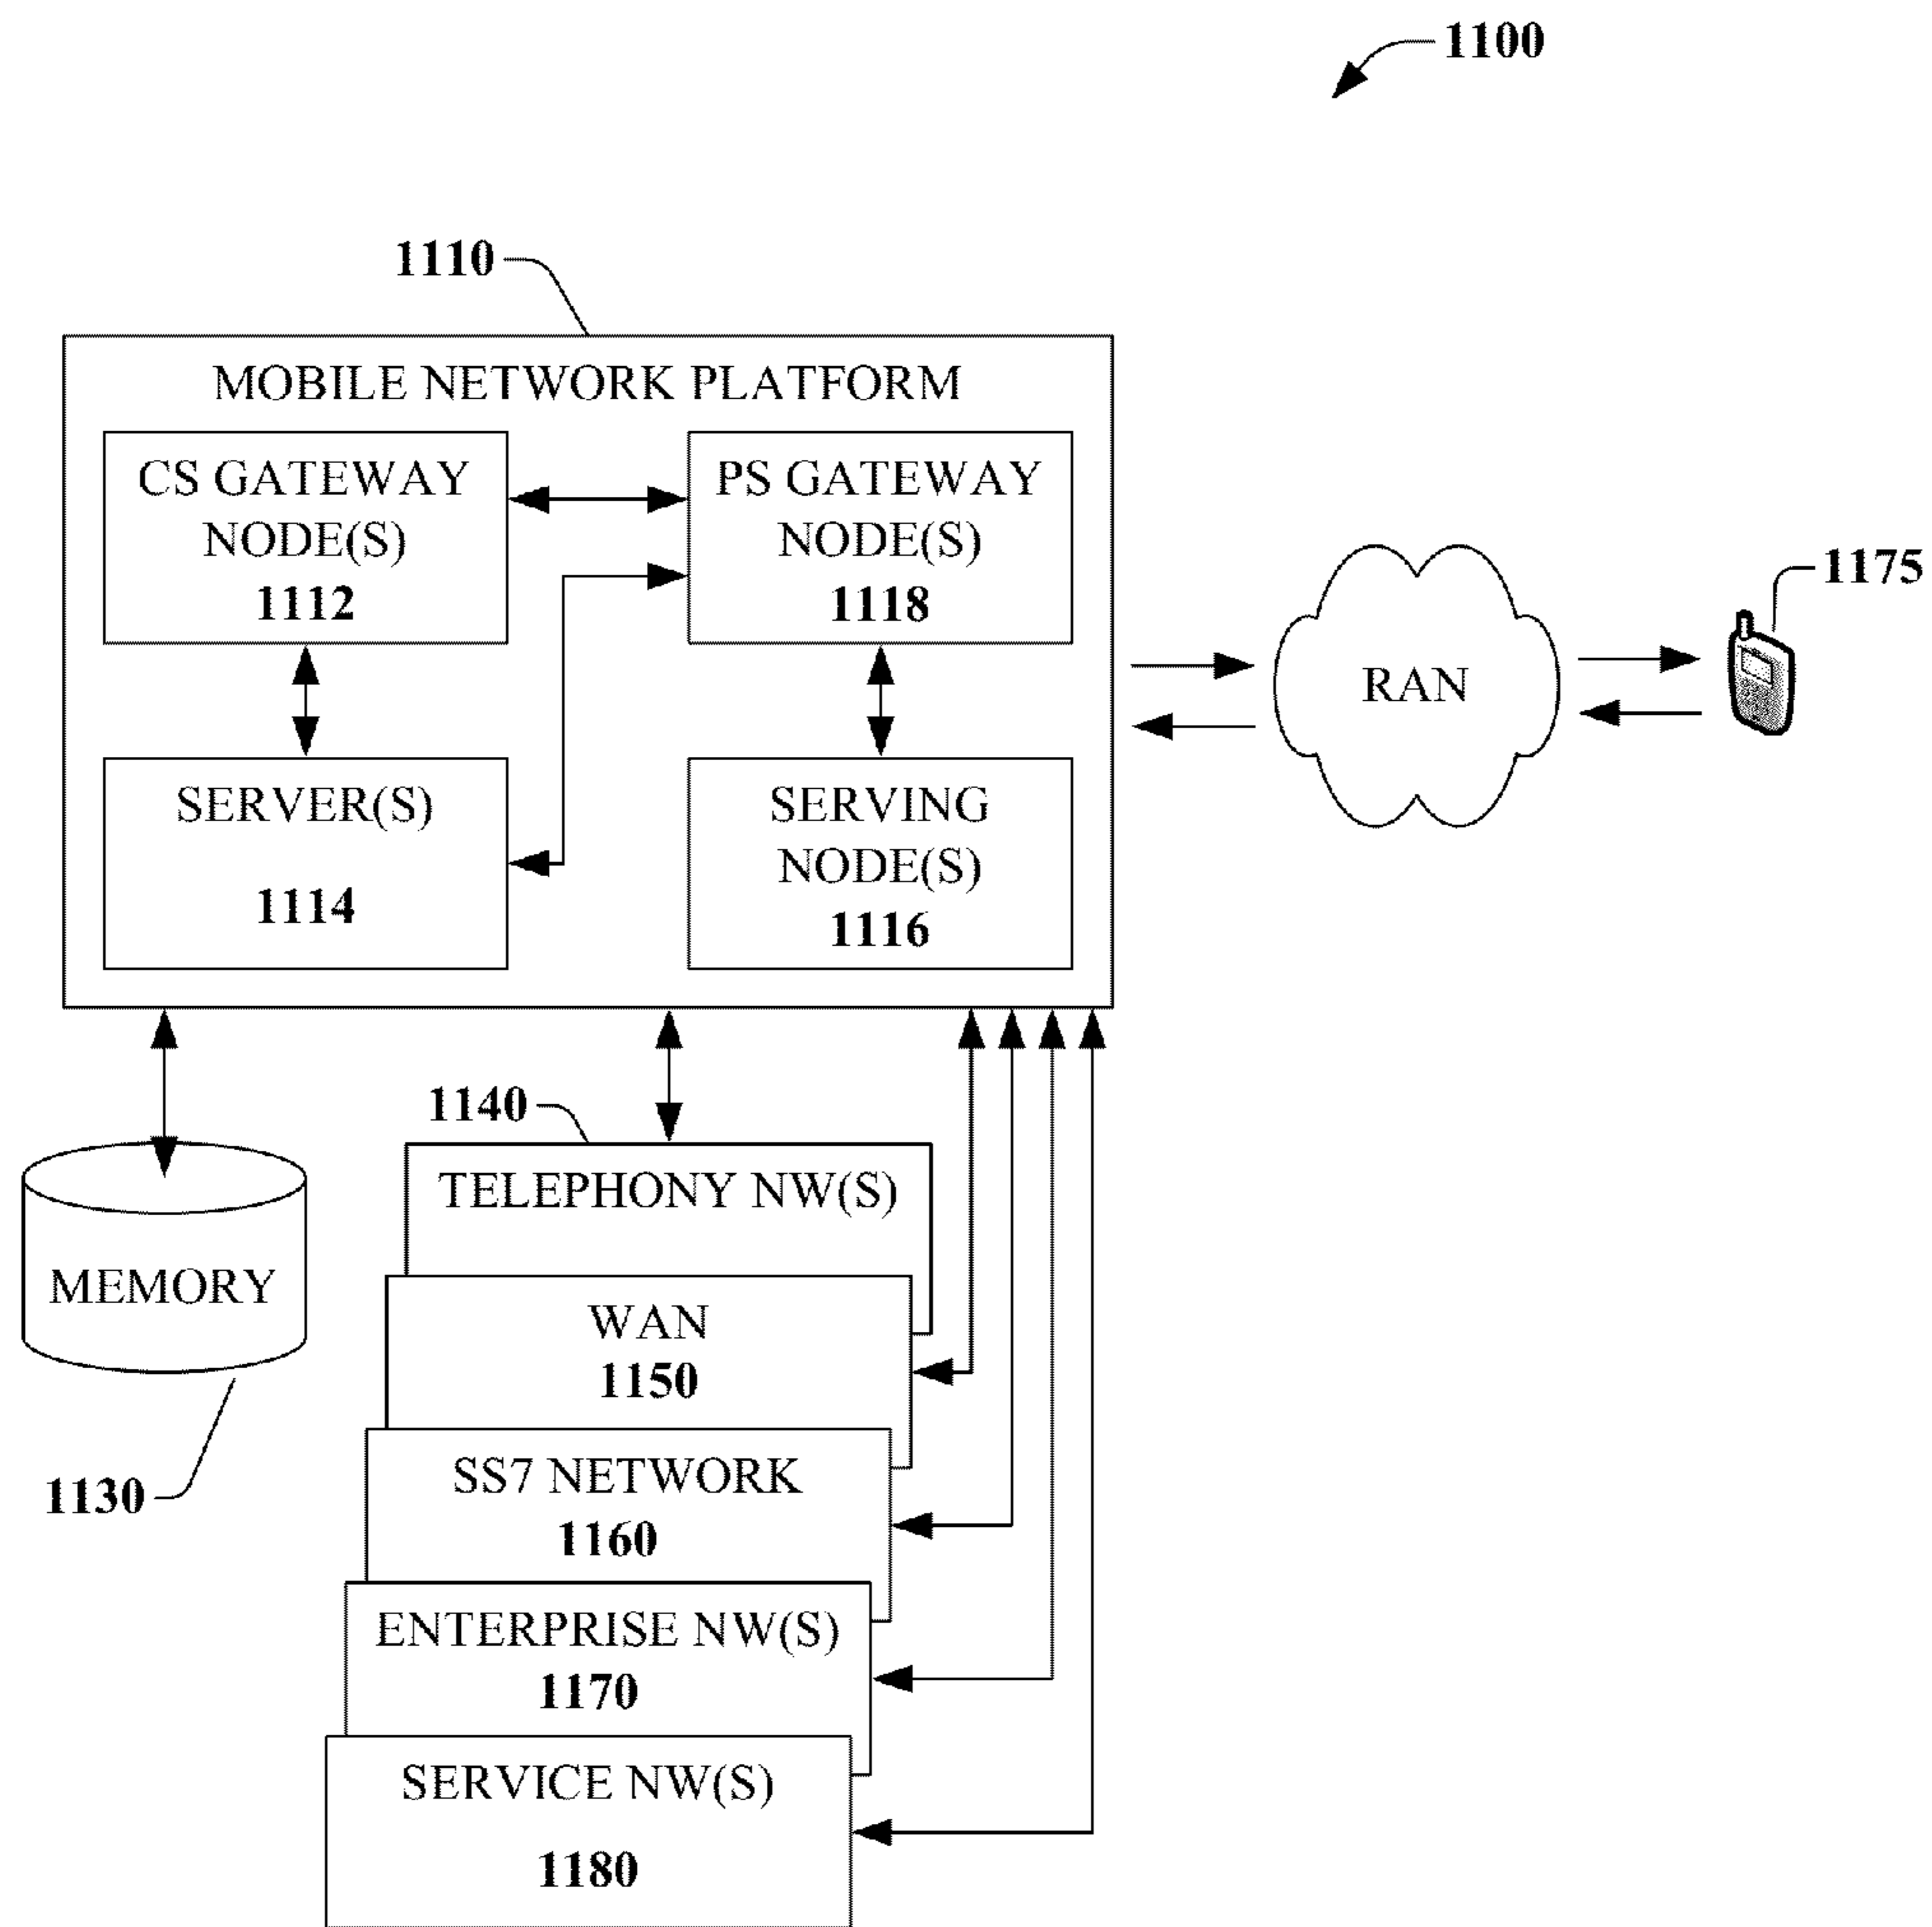 1100
1110
MOBILE NETWORK PLATFORM
CS GATEWAY
NODE(S)
1112
PS GATEWAY
NODE(S)
1118
SERVER(S)
1114
SERVING
NODE(S)
1116
RAN
1175
1140
TELEPHONY NW(S)
MEMORY
1130
WAN
1150
SS7 NETWORK
1160
ENTERPRISE NW(S)
1170
SERVICE NW(S)
1180